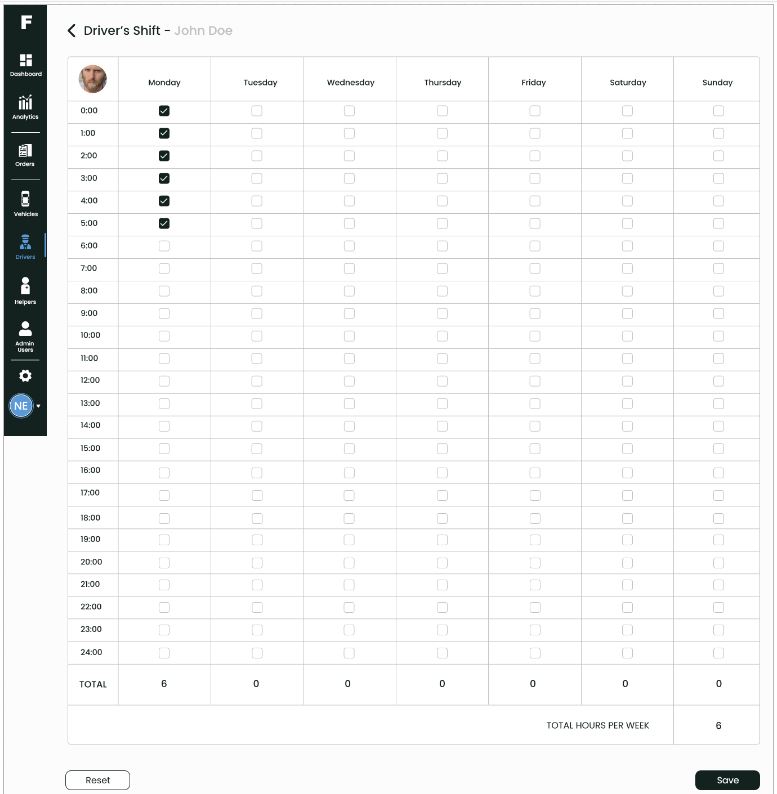 F
Driver's Shift - John Doe
Dashboard
Analytics
Orders
Vehicles
Drivers
Helpers
Admin
Users
NE
Monday Tuesday Wednesday Thursday Friday Saturday Sunday
0:00
1:00
2:00
3:00
4:00
5:00
6:00
7:00
8:00
9:00
10:00
11:00
12:00
13:00
14:00
15:00
16:00
17:00
18:00
19:00
20:00
21:00
22:00
23:00
24:00
TOTAL 6 0 0 0 0 0 0
TOTAL HOURS PER WEEK 6
Reset Save